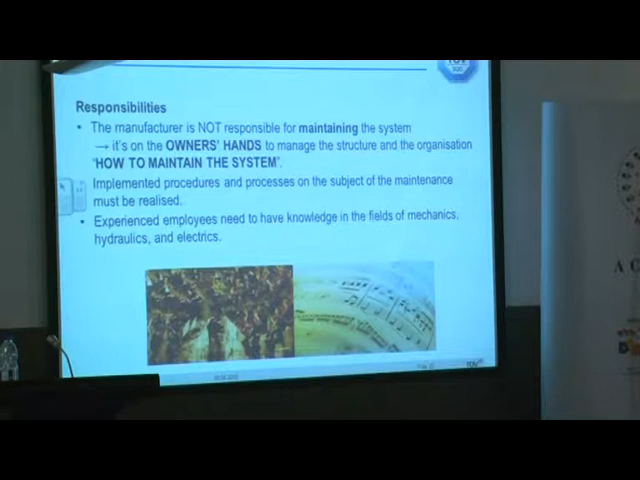 TÜV
SÜD
Responsibilities
• The manufacturer is NOT responsible for maintaining the system
→ it's on the OWNERS' HANDS to manage the structure and the organisation
"HOW TO MAINTAIN THE SYSTEM".
Implemented procedures and processes on the subject of the maintenance
must be realised.
• Experienced employees need to have knowledge in the fields of mechanics,
hydraulics, and electrics.